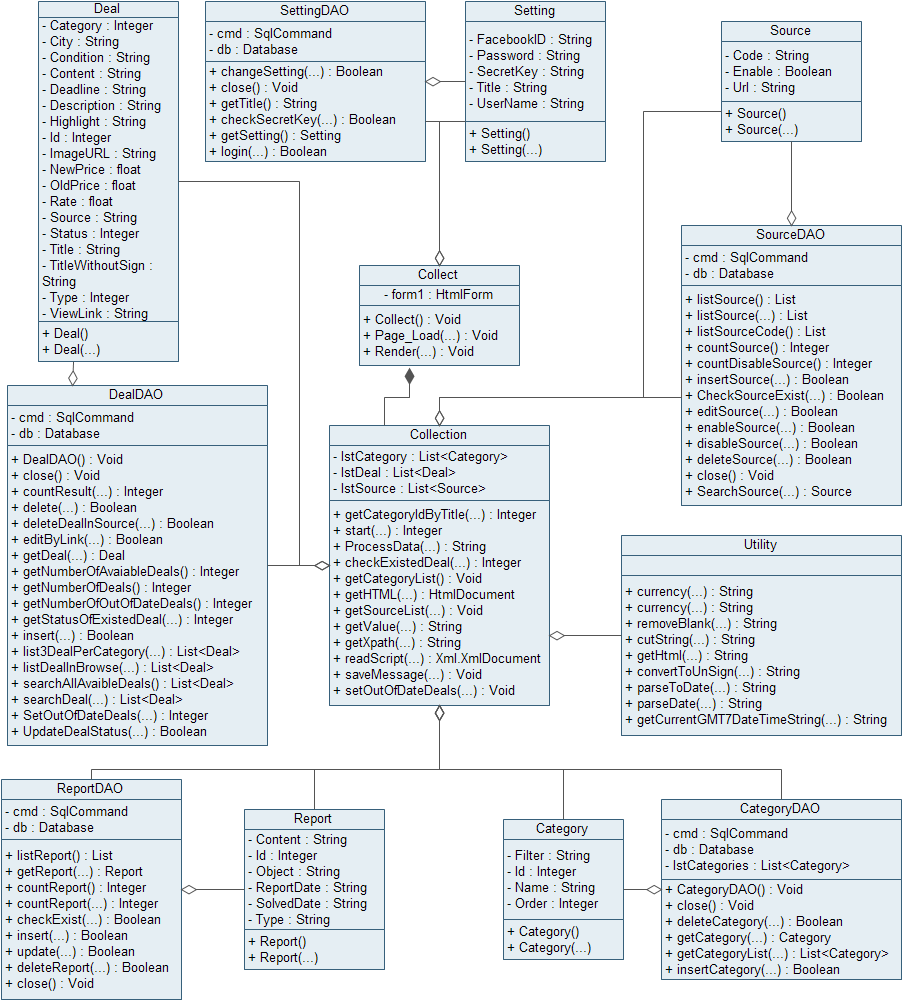 Deal
- Category : Integer
- City : String
- Condition : String
- Content : String
- Deadline : String
- Description : String
- Highlight : String
- Id : Integer
- ImageURL : String
- NewPrice : float
- OldPrice : float
- Rate : float
- Source : String
- Status : Integer
- Title : String
- TitleWithoutSign :
String
- Type : Integer
- ViewLink : String
+ Deal()
+ Deal(...)
SettingDAO
- cmd : SqlCommand
- db : Database
+ changeSetting(...) : Boolean
+ close() : Void
+ getTitle() : String
+ checkSecretKey(...) : Boolean
+ getSetting() : Setting
+ login(...) : Boolean
Setting
- FacebookID : String
- Password : String
- SecretKey : String
- Title : String
- UserName : String
+ Setting()
+ Setting(...)
Source
- Code : String
- Enable : Boolean
- Url : String
+ Source()
+ Source(...)
SourceDAO
- cmd : SqlCommand
- db : Database
+ listSource() : List
+ listSource(...) : List
+ listSourceCode() : List
+ countSource() : Integer
+ countDisableSource() : Integer
+ insertSource(...) : Boolean
+ CheckSourceExist(...) : Boolean
+ editSource(...) : Boolean
+ enableSource(...) : Boolean
+ disableSource(...) : Boolean
+ deleteSource(...) : Boolean
+ close() : Void
+ SearchSource(...) : Source
Collect
- form1 : HtmlForm
+ Collect() : Void
+ Page_Load(...) : Void
+ Render(...) : Void
DealDAO
- cmd : SqlCommand
- db : Database
+ DealDAO() : Void
+ close() : Void
+ countResult(...) : Integer
+ delete(...) : Boolean
+ deleteDealInSource(...) : Boolean
+ editByLink(...) : Boolean
+ getDeal(...) : Deal
+ getNumberOfAvaiableDeals() : Integer
+ getNumberOfDeals() : Integer
+ getNumberOfOutOfDateDeals() : Integer
+ getStatusOfExistedDeal(...) : Integer
+ insert(...) : Boolean
+ list3DealPerCategory(...) : List<Deal>
+ listDealInBrowse(...) : List<Deal>
+ searchAllAvaibleDeals() : List<Deal>
+ searchDeal(...) : List<Deal>
+ SetOutOfDateDeals(...) : Integer
+ UpdateDealStatus(...) : Boolean
Collection
- lstCategory : List<Category>
- lstDeal : List<Deal>
- lstSource : List<Source>
+ getCategoryIdByTitle(...) : Integer
+ start(...) : Integer
+ ProcessData(...) : String
+ checkExistedDeal(...) : Integer
+ getCategoryList() : Void
+ getHTML(...) : HtmlDocument
+ getSourceList(...) : Void
+ getValue(...) : String
+ getXpath(...) : String
+ readScript(...) : Xml.XmlDocument
+ saveMessage(...) : Void
+ setOutOfDateDeals(...) : Void
Utility
+ currency(...) : String
+ currency(...) : String
+ removeBlank(...) : String
+ cutString(...) : String
+ getHtml(...) : String
+ convertToUnSign(...) : String
+ parseToDate(...) : String
+ parseDate(...) : String
+ getCurrentGMT7DateTimeString(...) : String
ReportDAO
- cmd : SqlCommand
- db : Database
+ listReport() : List
+ getReport(...) : Report
+ countReport() : Integer
+ countReport(...) : Integer
+ checkExist(...) : Boolean
+ insert(...) : Boolean
+ update(...) : Boolean
+ deleteReport(...) : Boolean
+ close() : Void
Report
- Content : String
- Id : Integer
- Object : String
- ReportDate : String
- SolvedDate : String
- Type : String
+ Report()
+ Report(...)
Category
- Filter : String
- Id : Integer
- Name : String
- Order : Integer
+ Category()
+ Category(...)
CategoryDAO
- cmd : SqlCommand
- db : Database
- lstCategories : List<Category>
+ CategoryDAO() : Void
+ close() : Void
+ deleteCategory(...) : Boolean
+ getCategory(...) : Category
+ getCategoryList(...) : List<Category>
+ insertCategory(...) : Boolean